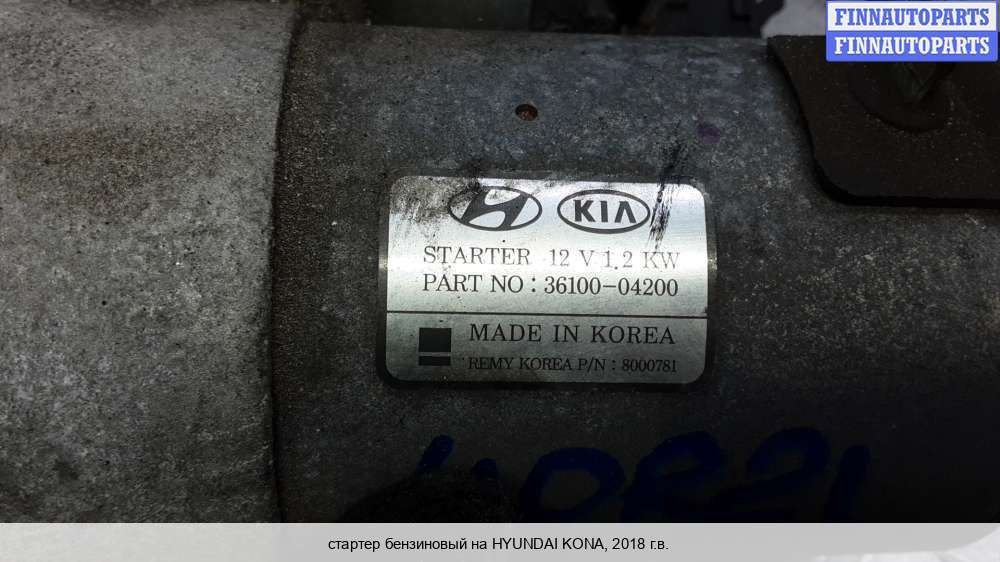 FINNAUTOPARTS
FINNAUTOPARTS
KIA
STARTER 12 V 1.2 KW
PART NO : 36100-04200
MADE IN KOREA
REMY KOREA P/N : 8000781
стартер бензиновый на HYUNDAI KONA, 2018 г.в.